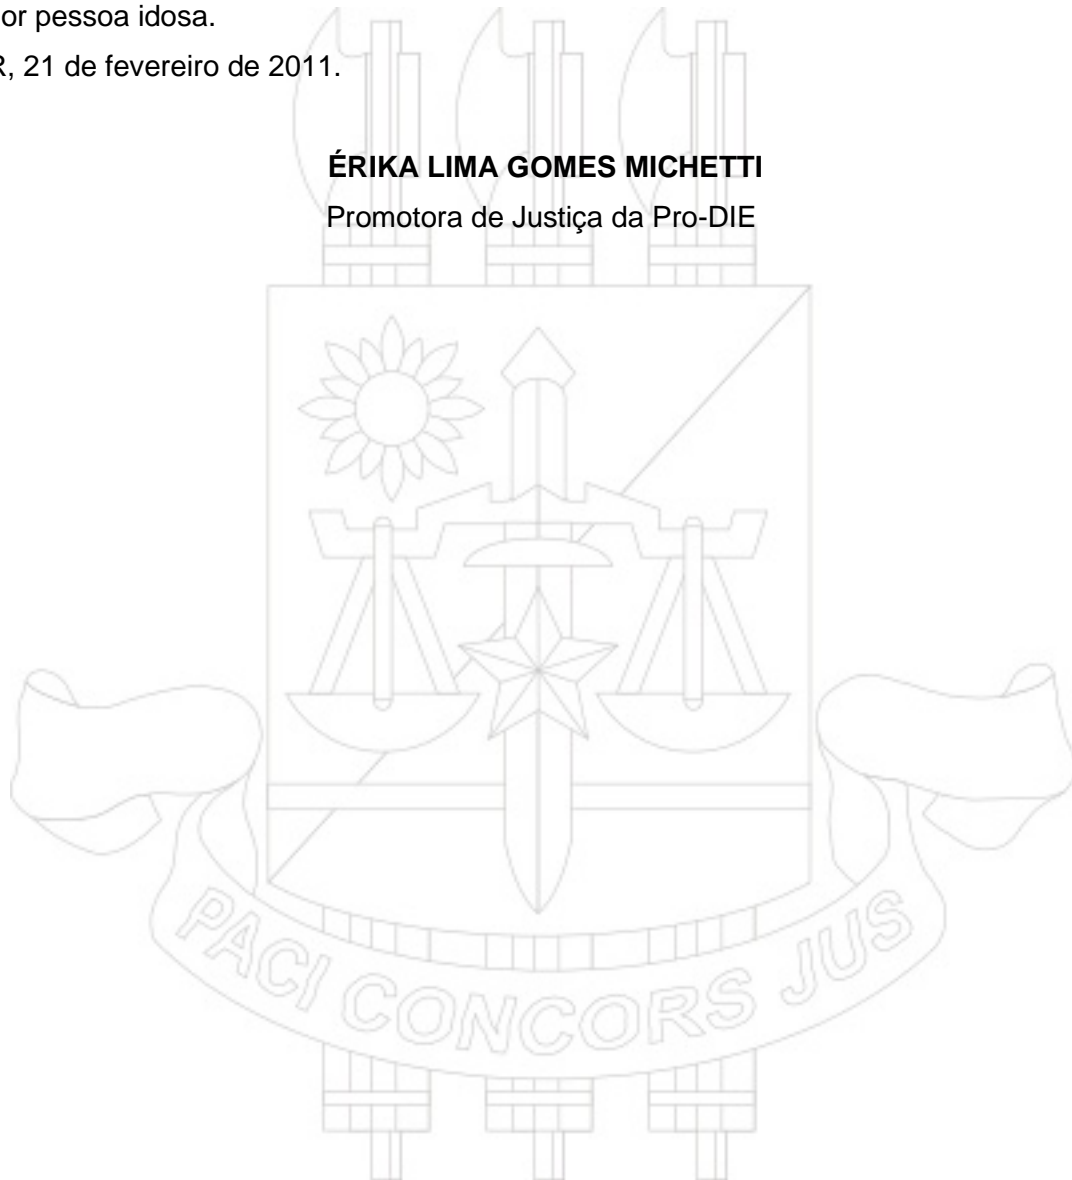 or pessoa idosa.
R, 21 de fevereiro de 2011.
ÉRIKA LIMA GOMES MICHETTI
Promotora de Justiça da Pro-DIE
PACI CONCORS JUS